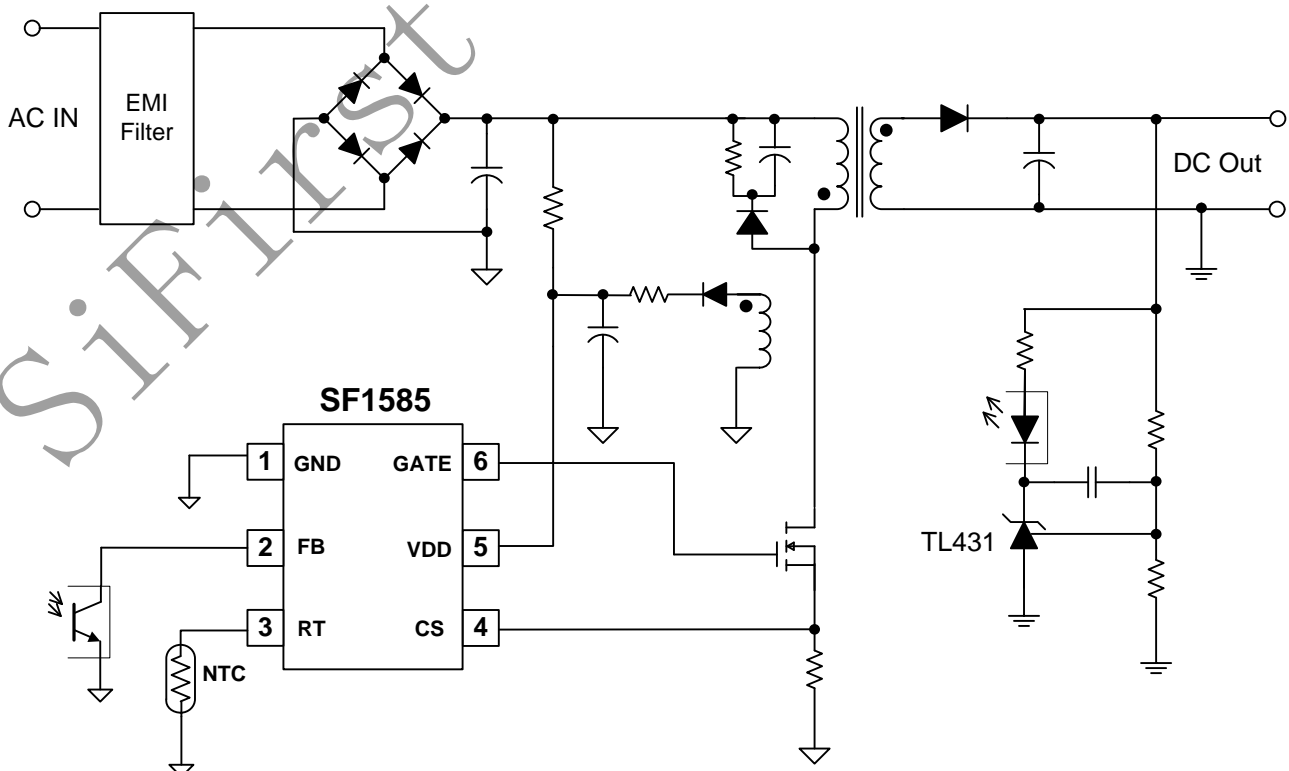 AC IN
EMI
Filter
DC Out
SiFirst
SF1585
1 GND GATE 6
2 FB VDD 5
3 RT CS 4
NTC
TL431